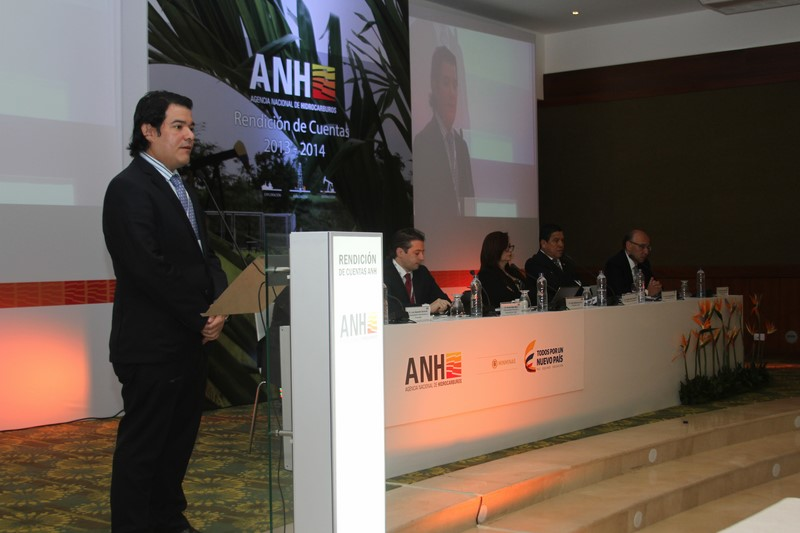 ANH
AGENCIA NACIONAL DE HIDROCARBUROS
Rendición de Cuentas
2013 - 2014
RENDICIÓN
DE CUENTAS ANH
ANH
ANH
AGENCIA NACIONAL DE HIDROCARBUROS
TODOS POR UN
NUEVO PAÍS